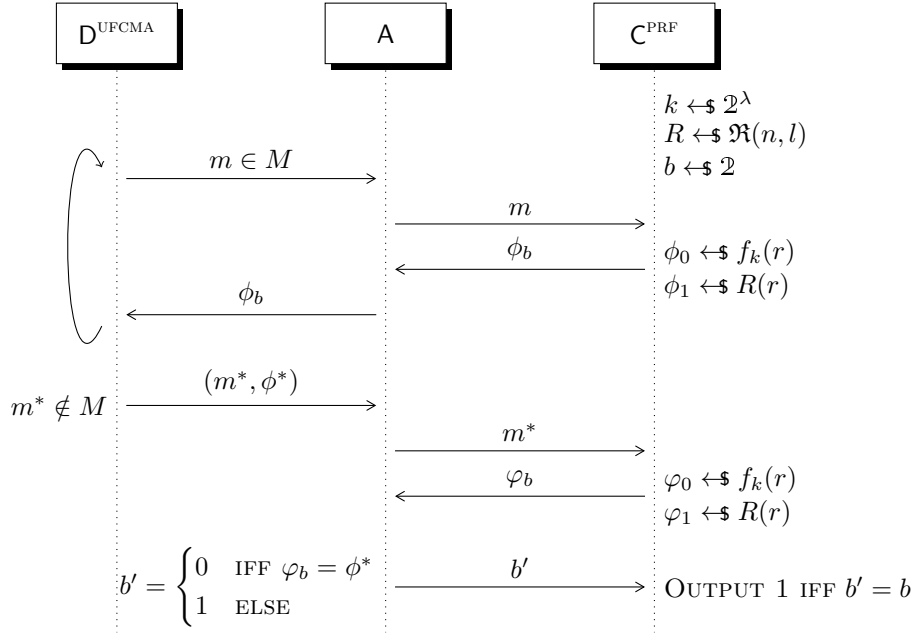 D^UFCMA A C^PRF
k ←$ 𝟚^λ
R ←$ ℜ(n, l)
b ←$ 𝟚
m ∈ M
m
ϕ_b
ϕ_0 ←$ f_k(r)
ϕ_1 ←$ R(r)
ϕ_b
m* ∉ M
(m*, ϕ*)
m*
φ_b
φ_0 ←$ f_k(r)
φ_1 ←$ R(r)
b′ = { 0 IFF φ_b = ϕ*
1 ELSE
b′
OUTPUT 1 IFF b′ = b